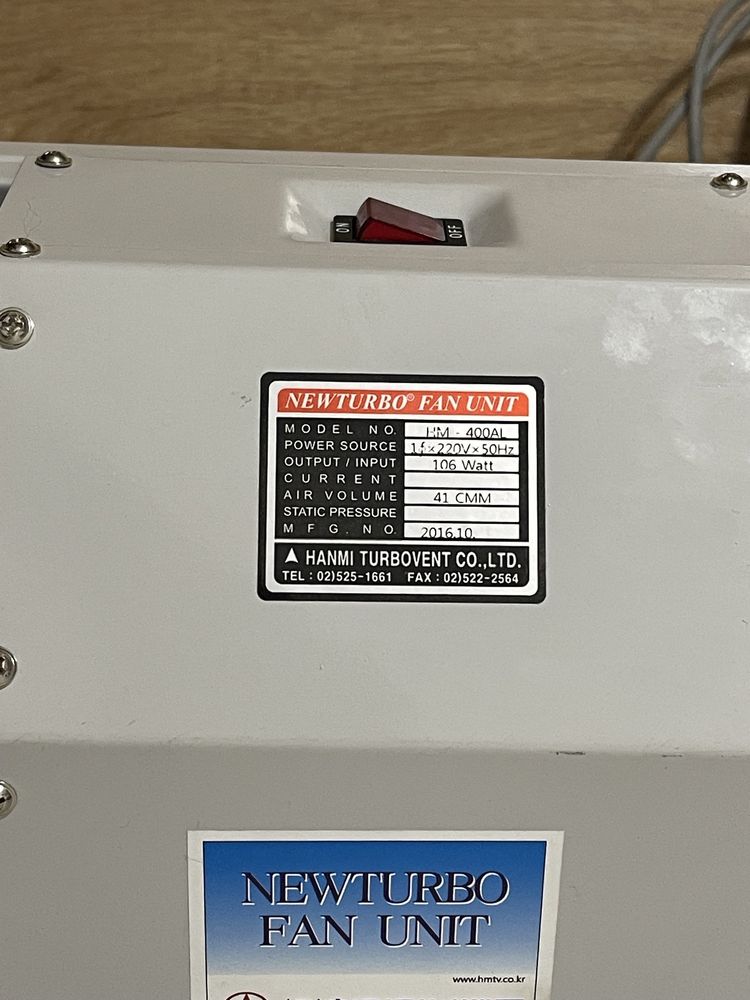 ON OFF
NEWTURBO® FAN UNIT
MODEL NO. HM - 400AL
POWER SOURCE 1∮×220V×50Hz
OUTPUT / INPUT 106 Watt
CURRENT
AIR VOLUME 41 CMM
STATIC PRESSURE
MFG. NO. 2016.10.
HANMI TURBOVENT CO.,LTD.
TEL : 02)525-1661 FAX : 02)522-2564
NEWTURBO
FAN UNIT
www.hmtv.co.kr